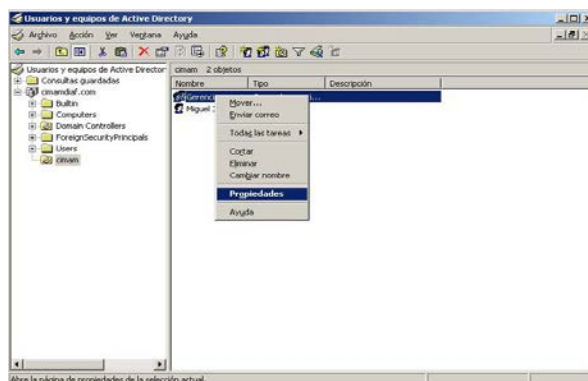 Usuarios y equipos de Active Directory
Archivo Acción Ver Ventana Ayuda
Usuarios y equipos de Active Director
Consultas guardadas
cimamdiaf.com
Builtin
Computers
Domain Controllers
ForeignSecurityPrincipals
Users
cimam
cimam 2 objetos
Nombre Tipo Descripción
Gerenci
Miguel
Mover...
Enviar correo
Todas las tareas
Cortar
Eliminar
Cambiar nombre
Propiedades
Ayuda
Abre la página de propiedades de la selección actual.